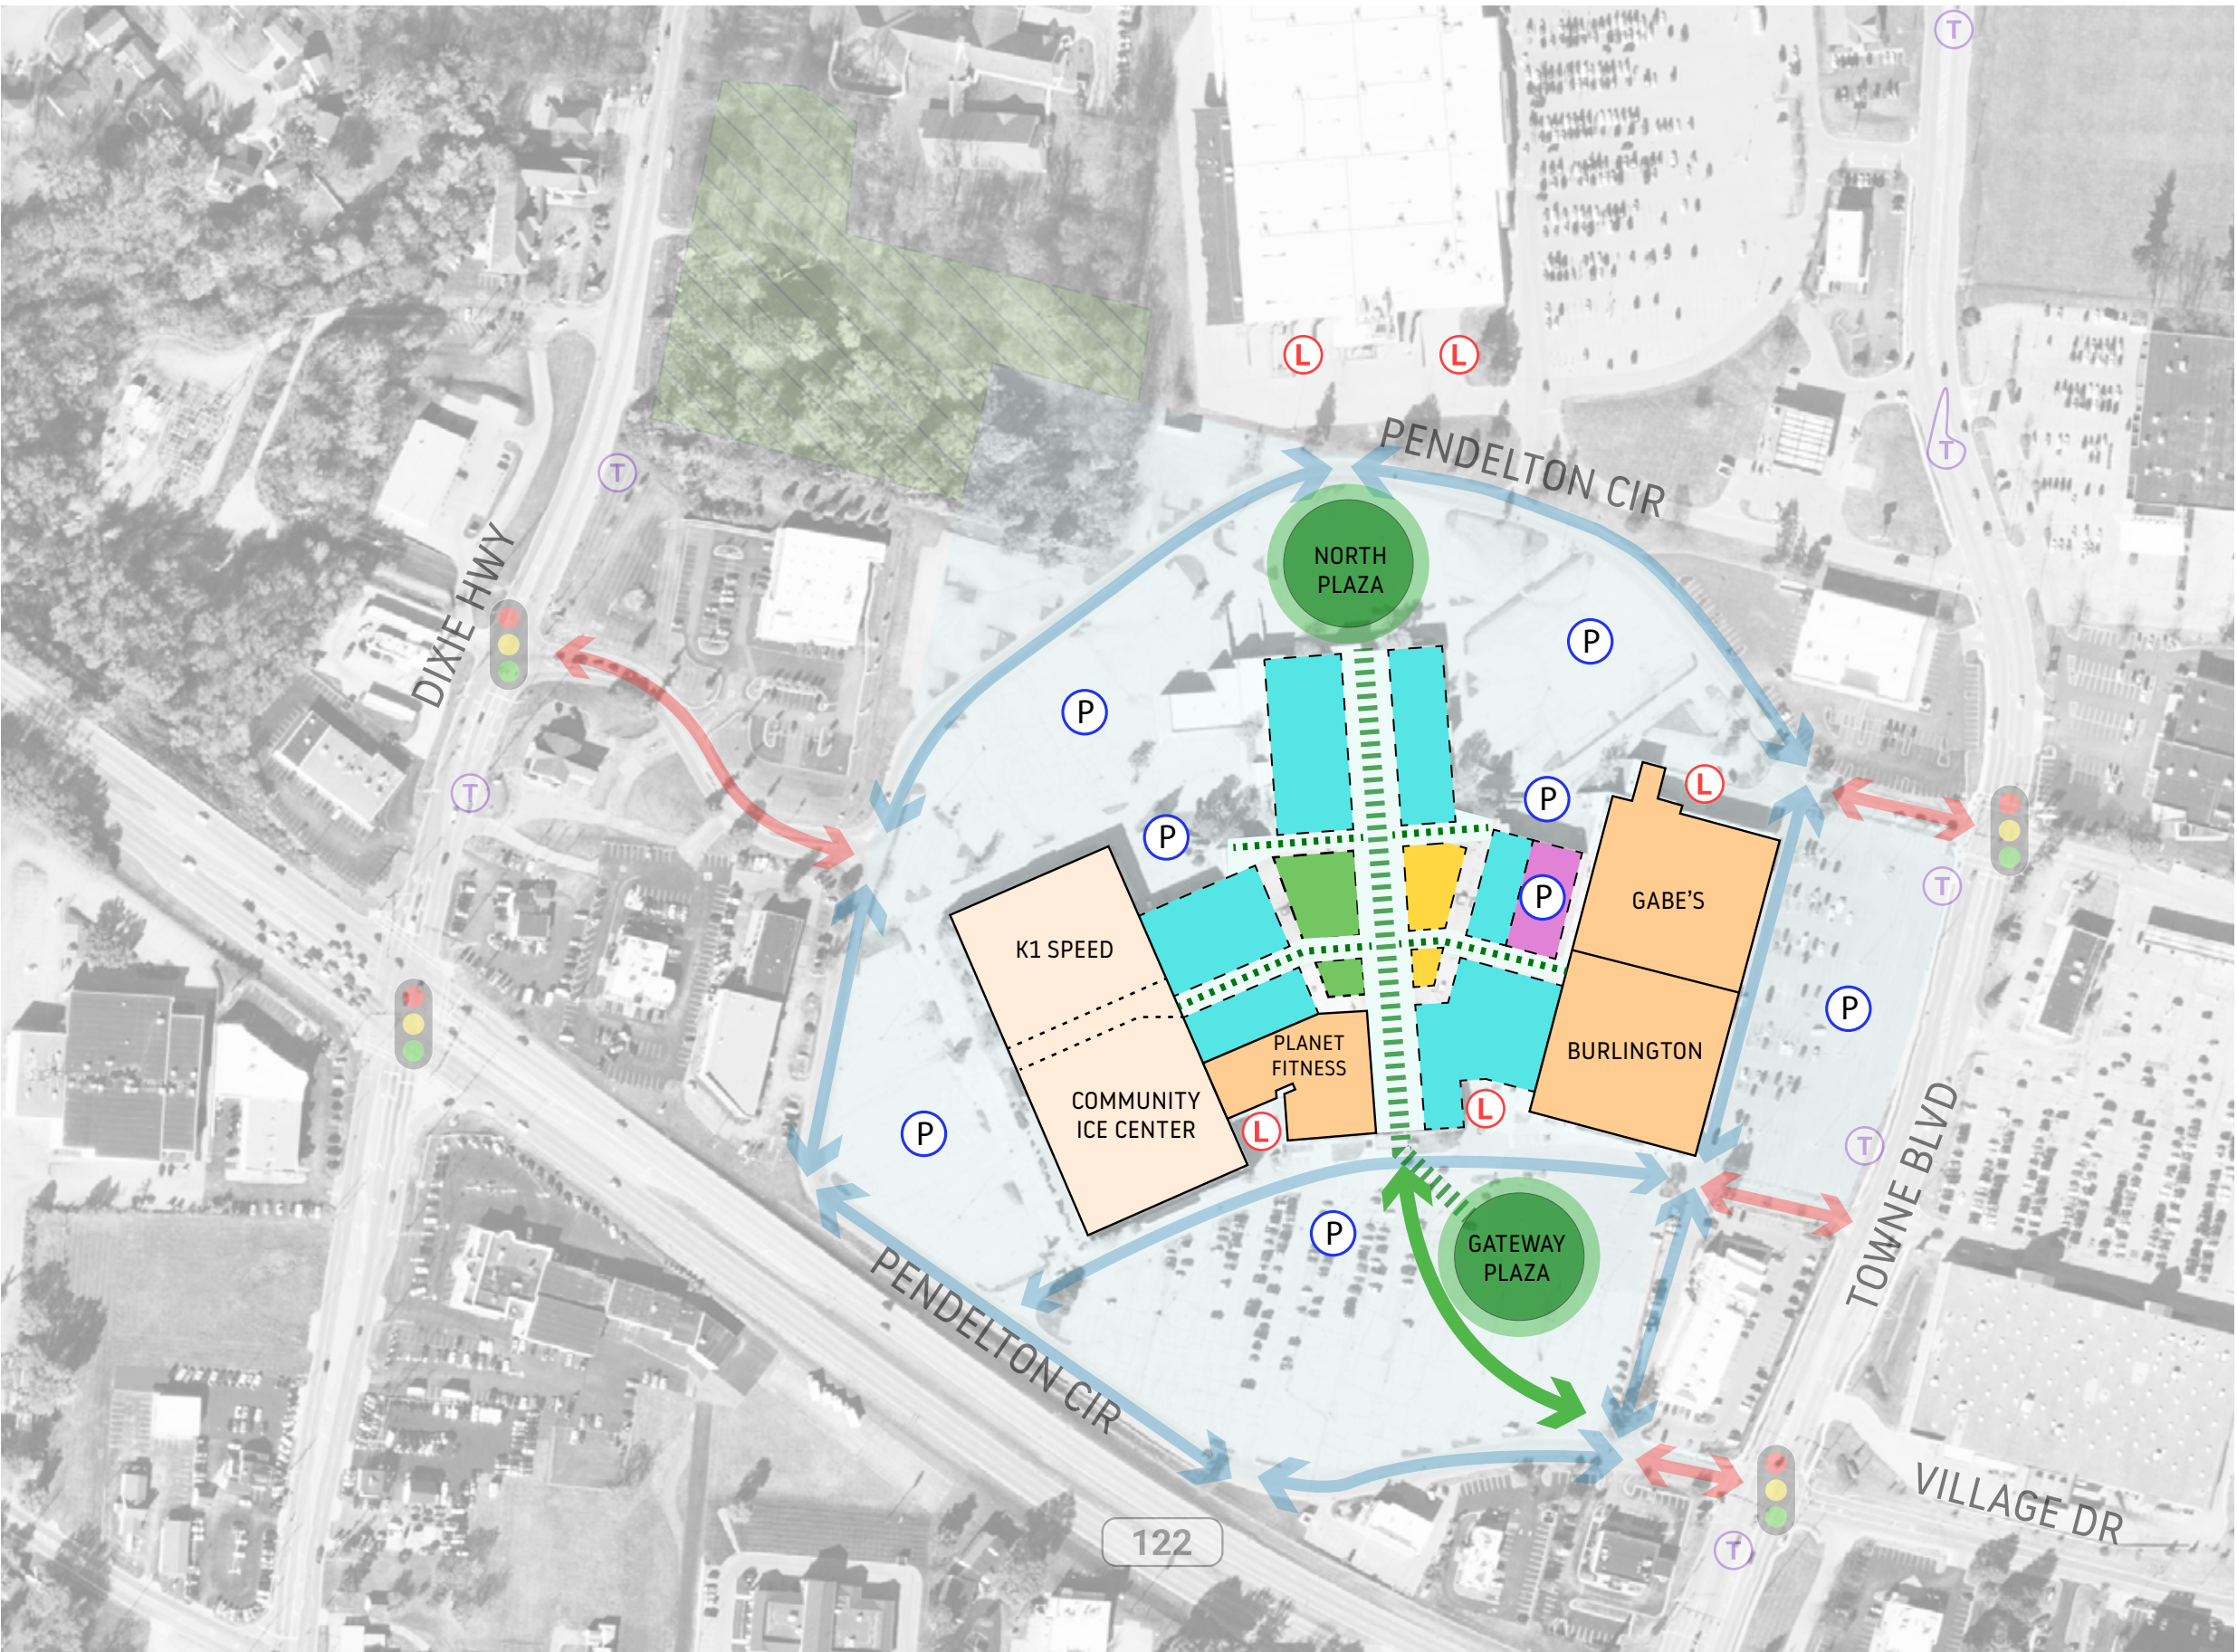 T
L
L
PENDELTON CIR
T
T
NORTH
PLAZA
DIXIE HWY
P
P
T
L
P
P
P
T
GABE'S
K1 SPEED
P
BURLINGTON
PLANET
FITNESS
COMMUNITY
ICE CENTER
L
L
P
T
TOWNE BLVD
P
GATEWAY
PLAZA
PENDELTON CIR
VILLAGE DR
122
T